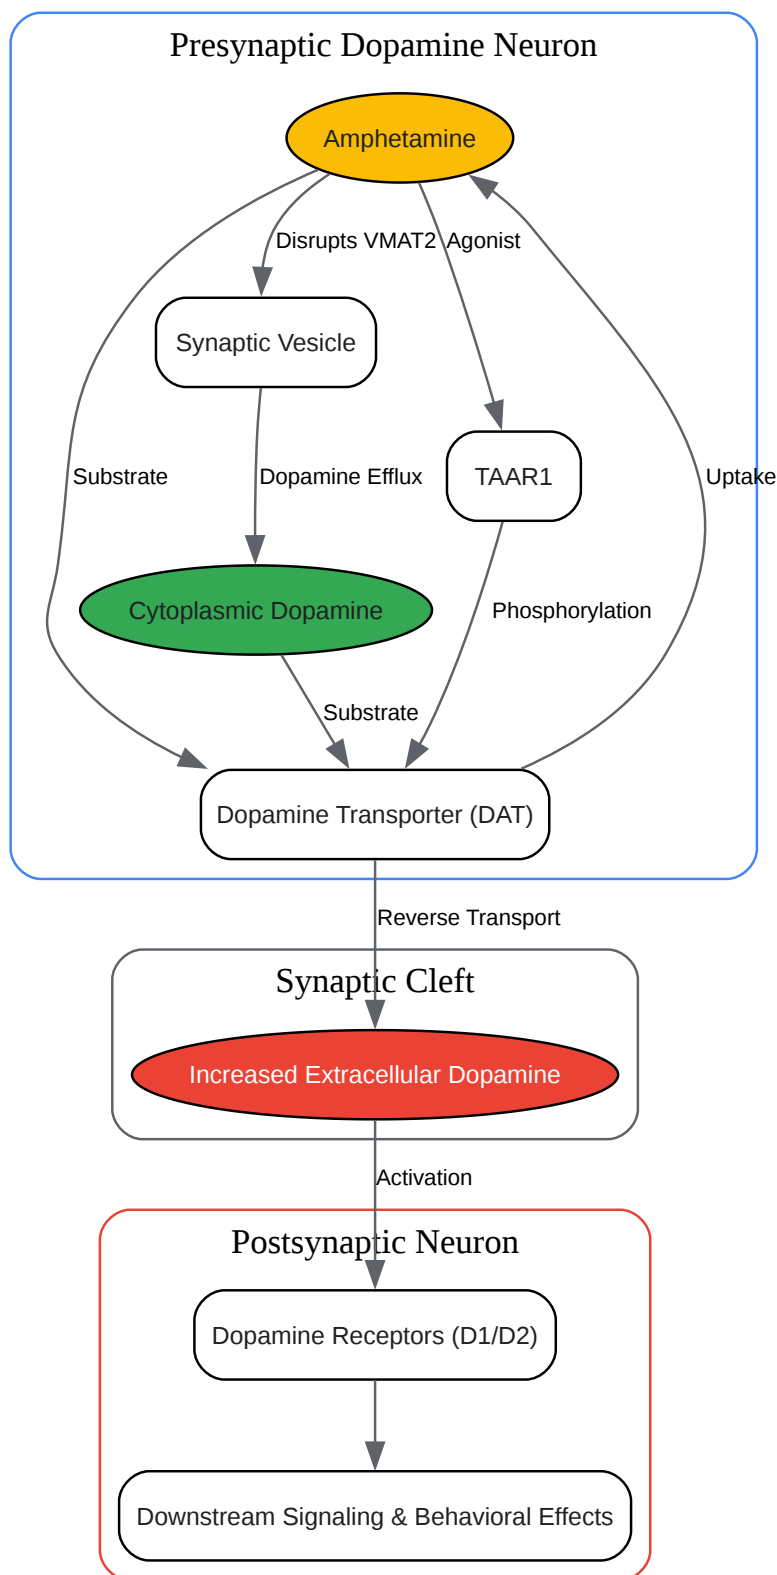 Presynaptic Dopamine Neuron
Amphetamine
Disrupts VMAT2
Agonist
Synaptic Vesicle
Substrate
Dopamine Efflux
TAAR1
Uptake
Cytoplasmic Dopamine
Phosphorylation
Substrate
Dopamine Transporter (DAT)
Reverse Transport
Synaptic Cleft
Increased Extracellular Dopamine
Activation
Postsynaptic Neuron
Dopamine Receptors (D1/D2)
Downstream Signaling & Behavioral Effects